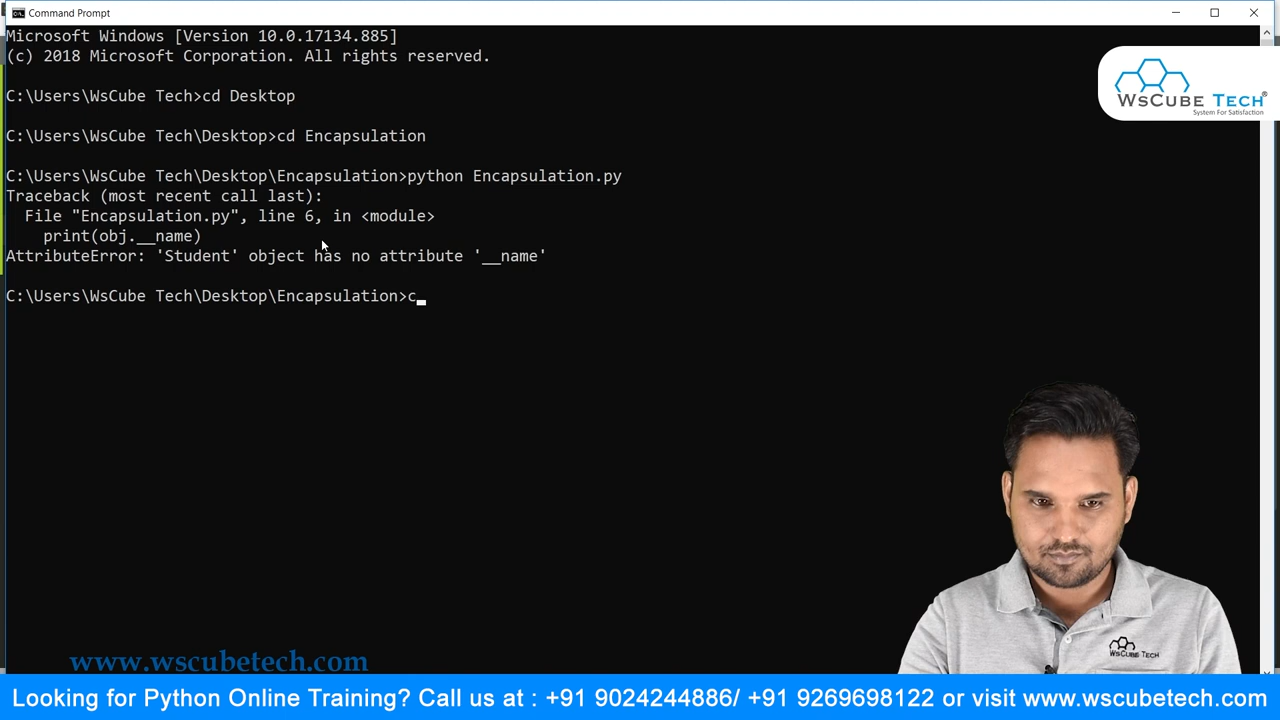 Command Prompt
Microsoft Windows [Version 10.0.17134.885]
(c) 2018 Microsoft Corporation. All rights reserved.
C:\Users\WsCube Tech>cd Desktop
C:\Users\WsCube Tech\Desktop>cd Encapsulation
C:\Users\WsCube Tech\Desktop\Encapsulation>python Encapsulation.py
Traceback (most recent call last):
File "Encapsulation.py", line 6, in <module>
print(obj.__name)
AttributeError: 'Student' object has no attribute '__name'
C:\Users\WsCube Tech\Desktop\Encapsulation>c_
WSCUBE TECH®
System For Satisfaction
WSCUBE TECH
www.wscubetech.com
Looking for Python Online Training? Call us at : +91 9024244886/ +91 9269698122 or visit www.wscubetech.com